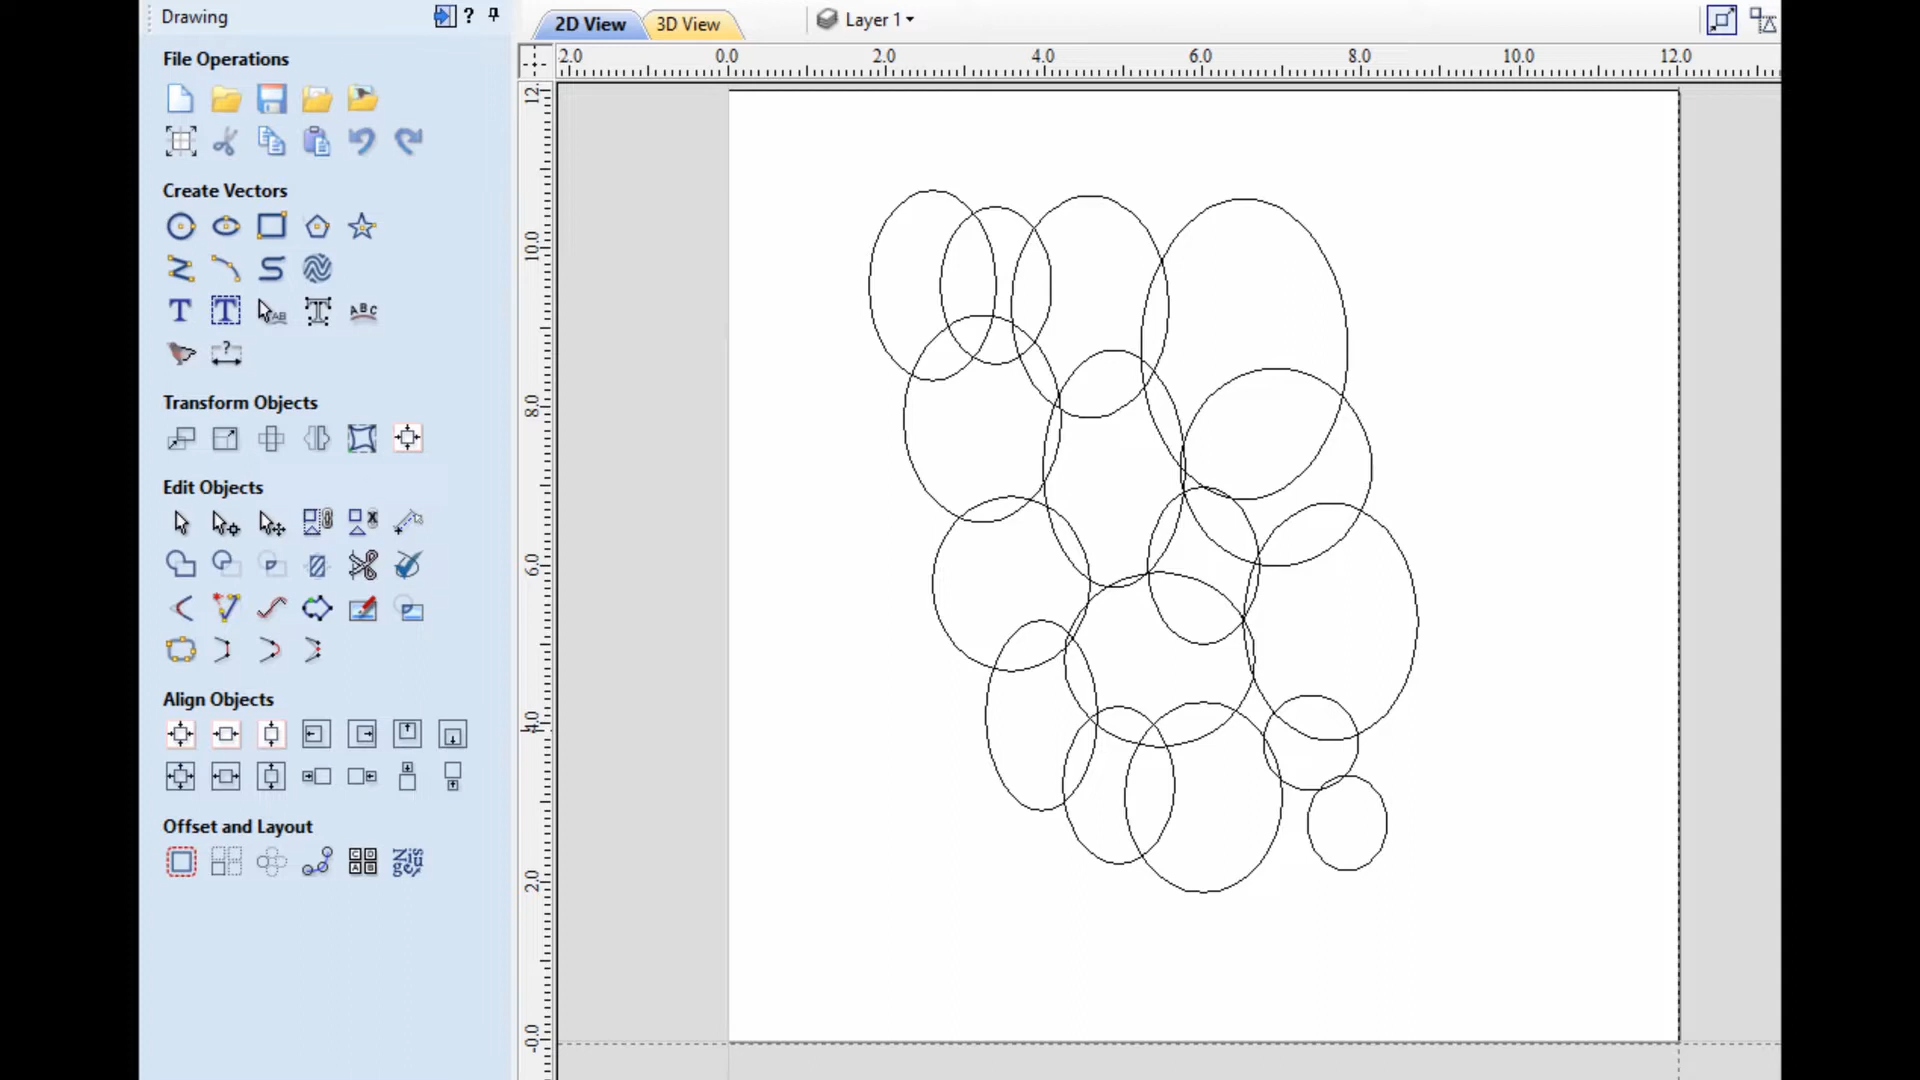 Drawing ?
2D View 3D View Layer 1
File Operations
2.0 0.0 2.0 4.0 6.0 8.0 10.0 12.0
Create Vectors
T T AB T ABC
?
Transform Objects
Edit Objects
Align Objects
Offset and Layout
12
10.0
8.0
6.0
4.0
2.0
-0.0